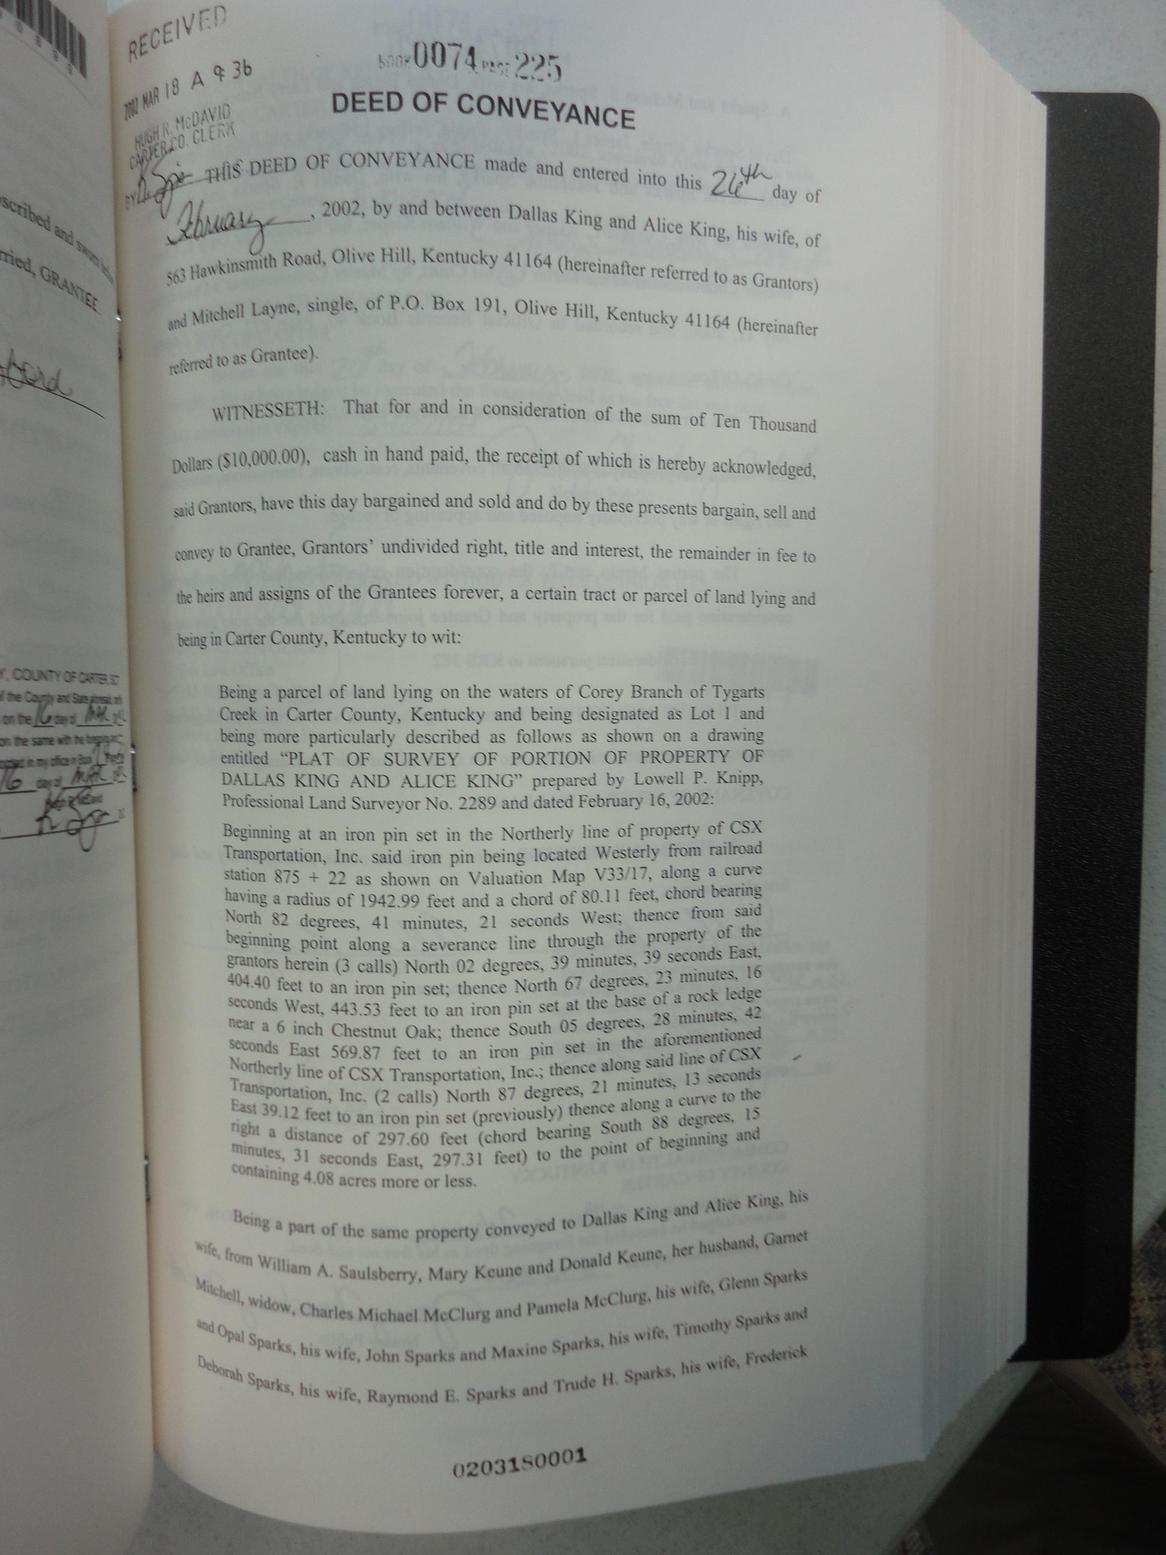 RECEIVED
2002 MAR 18 A 9:36
HUGH R. McDAVID
CARTER CO. CLERK
BY
BOOK 0074 PAGE 225
DEED OF CONVEYANCE
THIS DEED OF CONVEYANCE made and entered into this 26th day of
February, 2002, by and between Dallas King and Alice King, his wife, of
563 Hawkinsmith Road, Olive Hill, Kentucky 41164 (hereinafter referred to as Grantors)
and Mitchell Layne, single, of P.O. Box 191, Olive Hill, Kentucky 41164 (hereinafter
referred to as Grantee).
WITNESSETH: That for and in consideration of the sum of Ten Thousand
Dollars ($10,000.00), cash in hand paid, the receipt of which is hereby acknowledged,
said Grantors, have this day bargained and sold and do by these presents bargain, sell and
convey to Grantee, Grantors' undivided right, title and interest, the remainder in fee to
the heirs and assigns of the Grantees forever, a certain tract or parcel of land lying and
being in Carter County, Kentucky to wit:
Being a parcel of land lying on the waters of Corey Branch of Tygarts
Creek in Carter County, Kentucky and being designated as Lot 1 and
being more particularly described as follows as shown on a drawing
entitled "PLAT OF SURVEY OF PORTION OF PROPERTY OF
DALLAS KING AND ALICE KING" prepared by Lowell P. Knipp,
Professional Land Surveyor No. 2289 and dated February 16, 2002:
Beginning at an iron pin set in the Northerly line of property of CSX
Transportation, Inc. said iron pin being located Westerly from railroad
station 875 + 22 as shown on Valuation Map V33/17, along a curve
having a radius of 1942.99 feet and a chord of 80.11 feet, chord bearing
North 82 degrees, 41 minutes, 21 seconds West; thence from said
beginning point along a severance line through the property of the
grantors herein (3 calls) North 02 degrees, 39 minutes, 39 seconds East,
404.40 feet to an iron pin set; thence North 67 degrees, 23 minutes, 16
seconds West, 443.53 feet to an iron pin set at the base of a rock ledge
near a 6 inch Chestnut Oak; thence South 05 degrees, 28 minutes, 42
seconds East 569.87 feet to an iron pin set in the aforementioned
Northerly line of CSX Transportation, Inc.; thence along said line of CSX
Transportation, Inc. (2 calls) North 87 degrees, 21 minutes, 13 seconds
East 39.12 feet to an iron pin set (previously) thence along a curve to the
right a distance of 297.60 feet (chord bearing South 88 degrees, 15
minutes, 31 seconds East, 297.31 feet) to the point of beginning and
containing 4.08 acres more or less.
Being a part of the same property conveyed to Dallas King and Alice King, his
wife, from William A. Saulsberry, Mary Keune and Donald Keune, her husband, Garnet
Mitchell, widow, Charles Michael McClurg and Pamela McClurg, his wife, Glenn Sparks
and Opal Sparks, his wife, John Sparks and Maxine Sparks, his wife, Timothy Sparks and
Deborah Sparks, his wife, Raymond E. Sparks and Trude H. Sparks, his wife, Frederick
0203180001